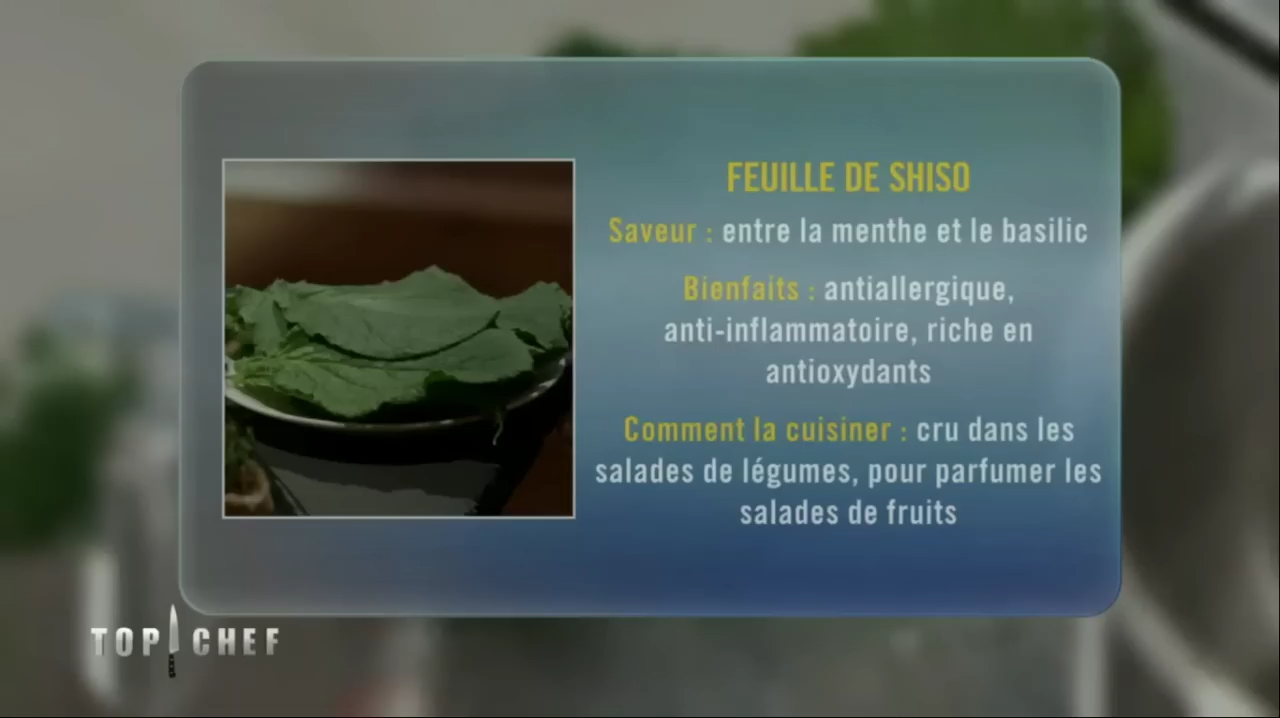 FEUILLE DE SHISO
Saveur : entre la menthe et le basilic
Bienfaits : antiallergique,
anti-inflammatoire, riche en
antioxydants
Comment la cuisiner : cru dans les
salades de légumes, pour parfumer les
salades de fruits
TOP CHEF